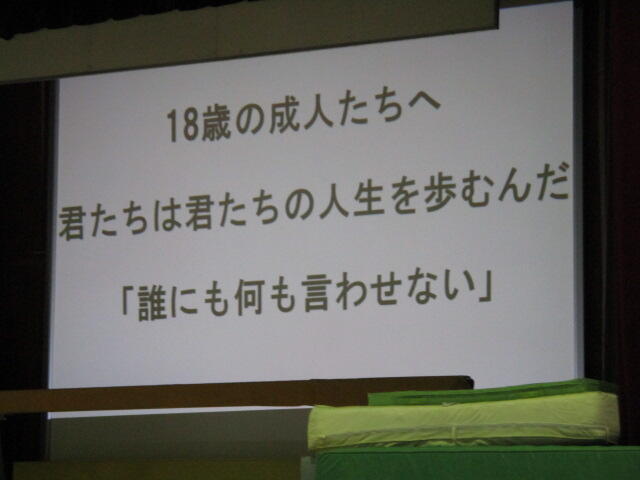 18歳の成人たちへ
君たちは君たちの人生を歩むんだ
「誰にも何も言わせない」